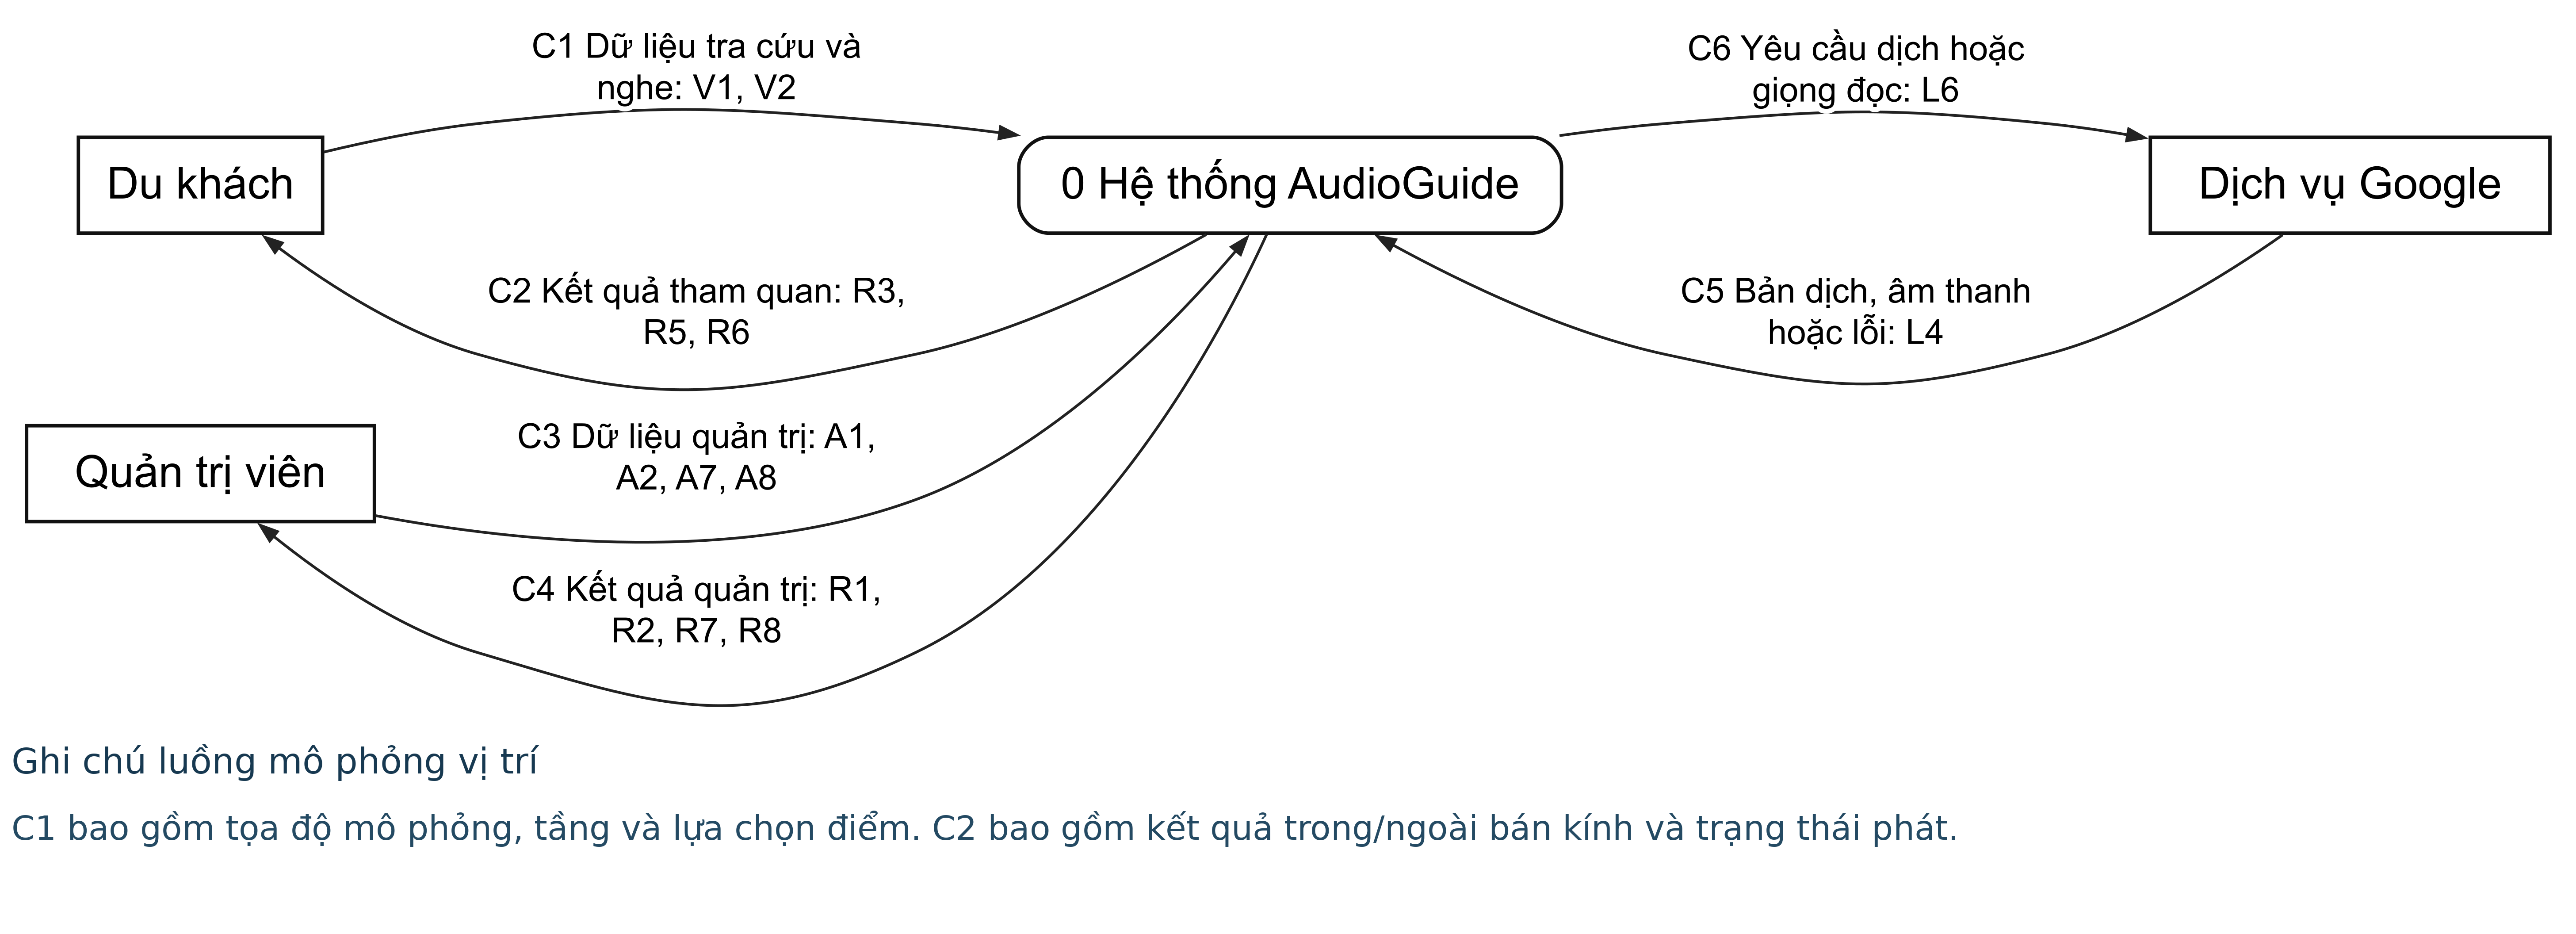 C1 Dữ liệu tra cứu và
nghe: V1, V2
C6 Yêu cầu dịch hoặc
giọng đọc: L6
Du khách
0 Hệ thống AudioGuide
Dịch vụ Google
C2 Kết quả tham quan: R3,
R5, R6
C5 Bản dịch, âm thanh
hoặc lỗi: L4
C3 Dữ liệu quản trị: A1,
A2, A7, A8
Quản trị viên
C4 Kết quả quản trị: R1,
R2, R7, R8
Ghi chú luồng mô phỏng vị trí
C1 bao gồm tọa độ mô phỏng, tầng và lựa chọn điểm. C2 bao gồm kết quả trong/ngoài bán kính và trạng thái phát.